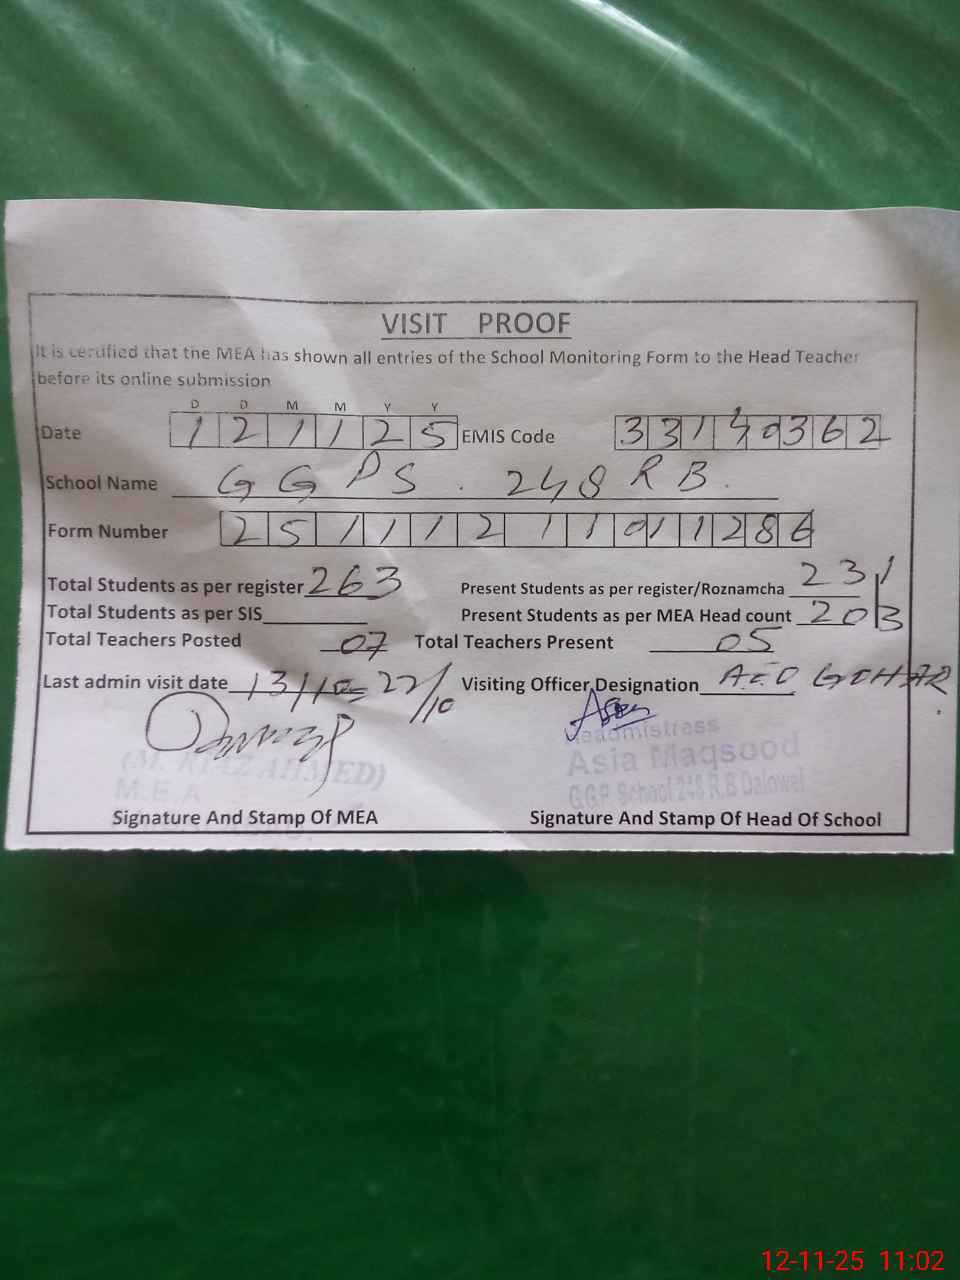 VISIT PROOF
It is certified that the MEA has shown all entries of the School Monitoring Form to the Head Teacher
before its online submission
D D M M Y Y
Date 1 2 1 1 2 5 EMIS Code 3 3 1 4 0 3 6 2
School Name GGPS . 248 RB.
Form Number 2 5 1 1 1 2 1 1 0 1 1 2 8 6
Total Students as per register 263 Present Students as per register/Roznamcha 231
Total Students as per SIS Present Students as per MEA Head count 203
Total Teachers Posted 07 Total Teachers Present 05
Last admin visit date 13/10 22/10 Visiting Officer Designation AEO GOHAR
Headmistress
(M. RIAZ AHMED) Asia Maqsood
M.E.A G.G.P School 248 R.B Dalowal
Signature And Stamp Of MEA Signature And Stamp Of Head Of School
12-11-25 11:02